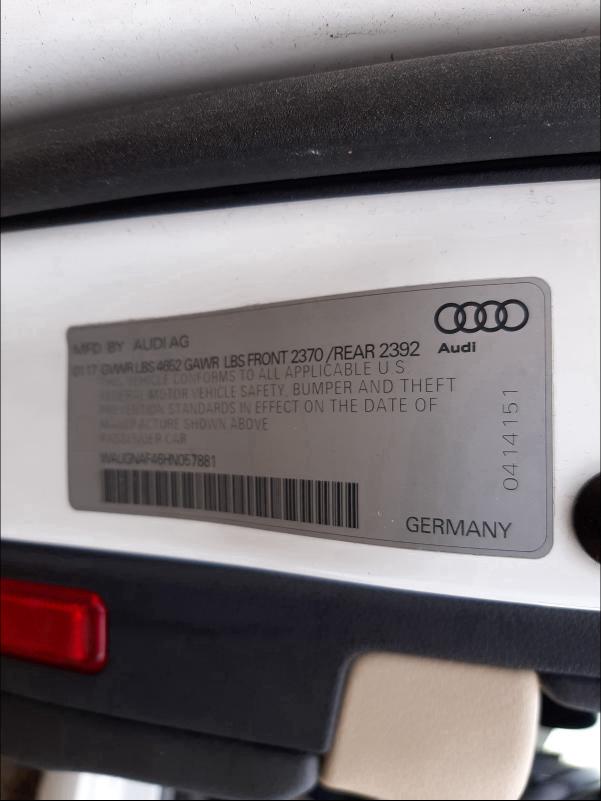 MFD BY AUDI AG
01 17 GVWR LBS 4652 GAWR LBS FRONT 2370 /REAR 2392
THIS VEHICLE CONFORMS TO ALL APPLICABLE U.S.
FEDERAL MOTOR VEHICLE SAFETY, BUMPER AND THEFT
PREVENTION STANDARDS IN EFFECT ON THE DATE OF
MANUFACTURE SHOWN ABOVE
PASSENGER CAR
WAUGNAF46HN057881
Audi
0414151
GERMANY